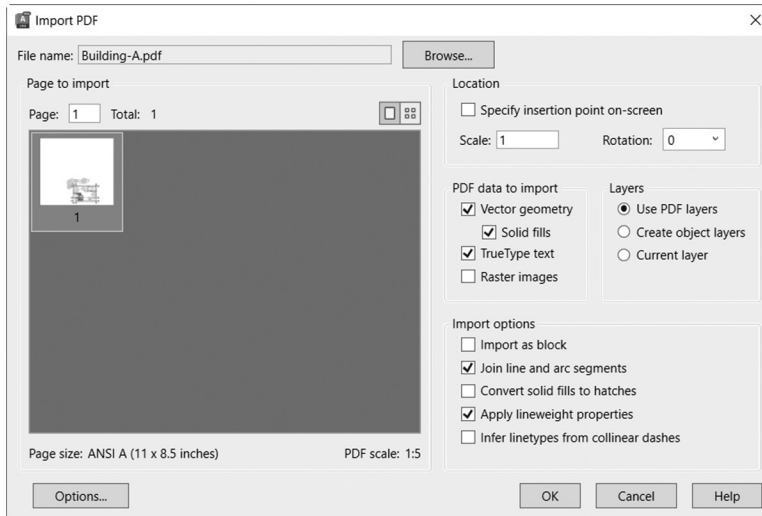 Import PDF
File name: Building-A.pdf Browse...
Page to import
Page: 1 Total: 1
1
Page size: ANSI A (11 x 8.5 inches) PDF scale: 1:5
Location
Specify insertion point on-screen
Scale: 1 Rotation: 0
PDF data to import
Vector geometry
Solid fills
TrueType text
Raster images
Layers
Use PDF layers
Create object layers
Current layer
Import options
Import as block
Join line and arc segments
Convert solid fills to hatches
Apply lineweight properties
Infer linetypes from collinear dashes
Options... OK Cancel Help